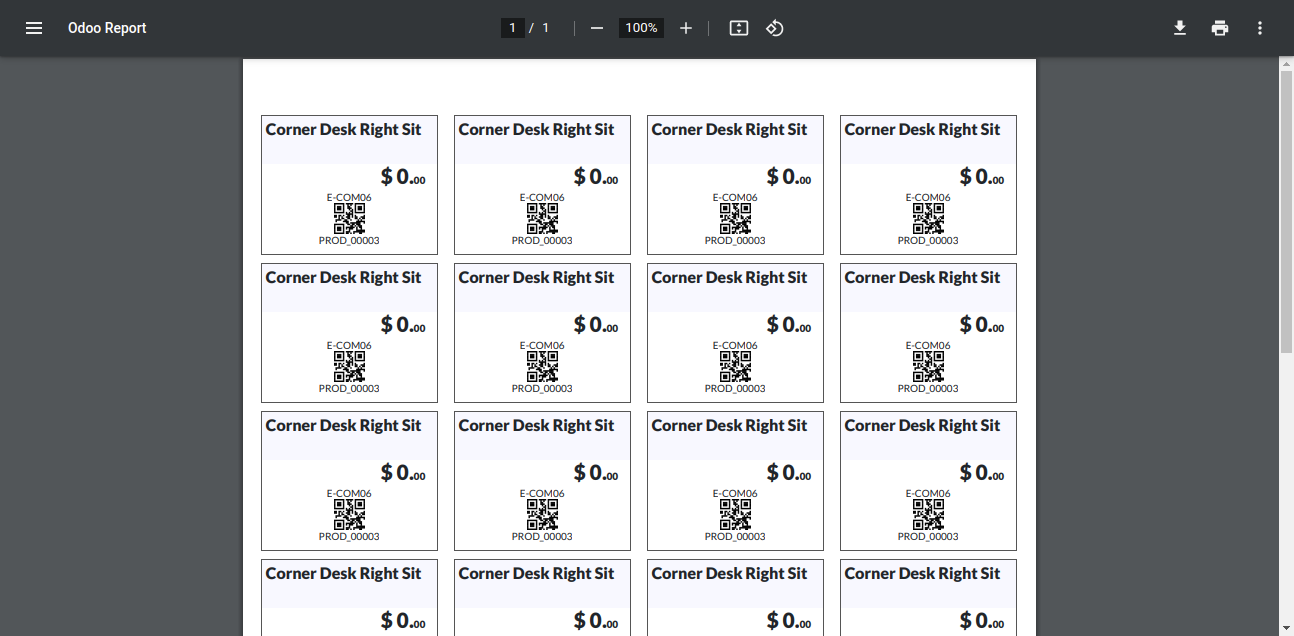 Odoo Report
1 / 1
100%
Corner Desk Right Sit Corner Desk Right Sit Corner Desk Right Sit Corner Desk Right Sit
$ 0.00 $ 0.00 $ 0.00 $ 0.00
E-COM06 E-COM06 E-COM06 E-COM06
PROD_00003 PROD_00003 PROD_00003 PROD_00003
Corner Desk Right Sit Corner Desk Right Sit Corner Desk Right Sit Corner Desk Right Sit
$ 0.00 $ 0.00 $ 0.00 $ 0.00
E-COM06 E-COM06 E-COM06 E-COM06
PROD_00003 PROD_00003 PROD_00003 PROD_00003
Corner Desk Right Sit Corner Desk Right Sit Corner Desk Right Sit Corner Desk Right Sit
$ 0.00 $ 0.00 $ 0.00 $ 0.00
E-COM06 E-COM06 E-COM06 E-COM06
PROD_00003 PROD_00003 PROD_00003 PROD_00003
Corner Desk Right Sit Corner Desk Right Sit Corner Desk Right Sit Corner Desk Right Sit
$ 0.00 $ 0.00 $ 0.00 $ 0.00